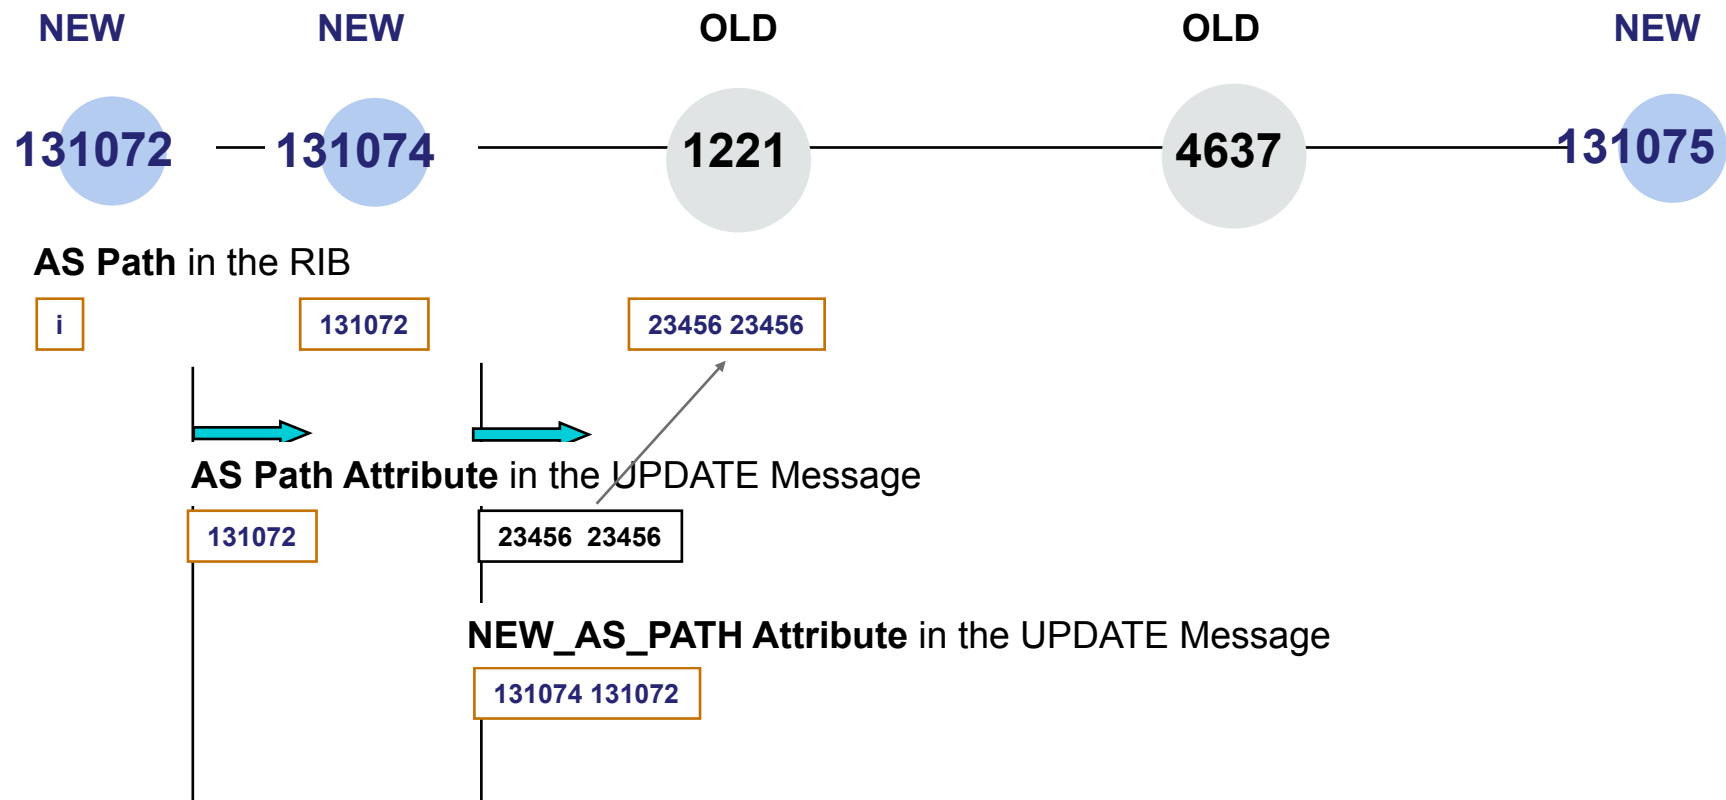 NEW NEW OLD OLD NEW
131072 131074 1221 4637 131075
AS Path in the RIB
i 131072 23456 23456
AS Path Attribute in the UPDATE Message
131072 23456 23456
NEW_AS_PATH Attribute in the UPDATE Message
131074 131072